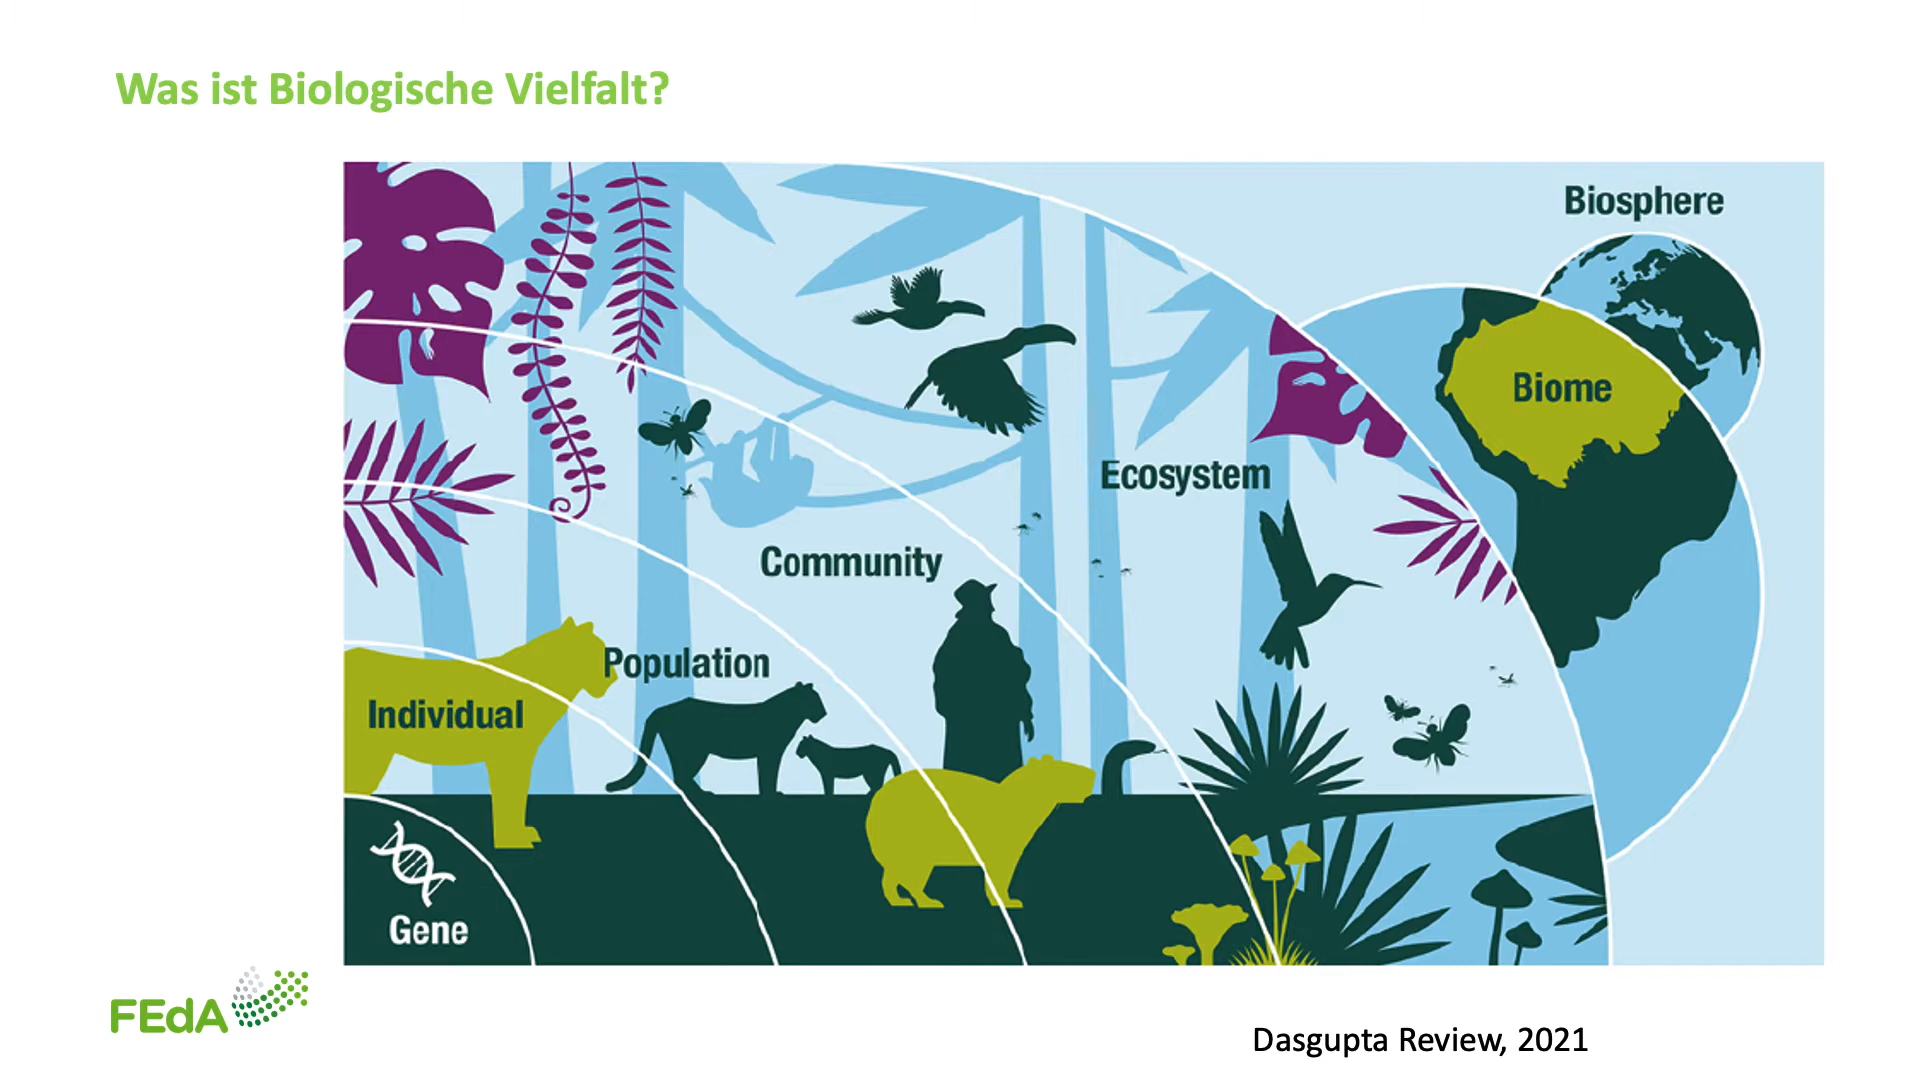 Was ist Biologische Vielfalt?
Biosphere
Biome
Ecosystem
Community
Population
Individual
Gene
FEdA
Dasgupta Review, 2021